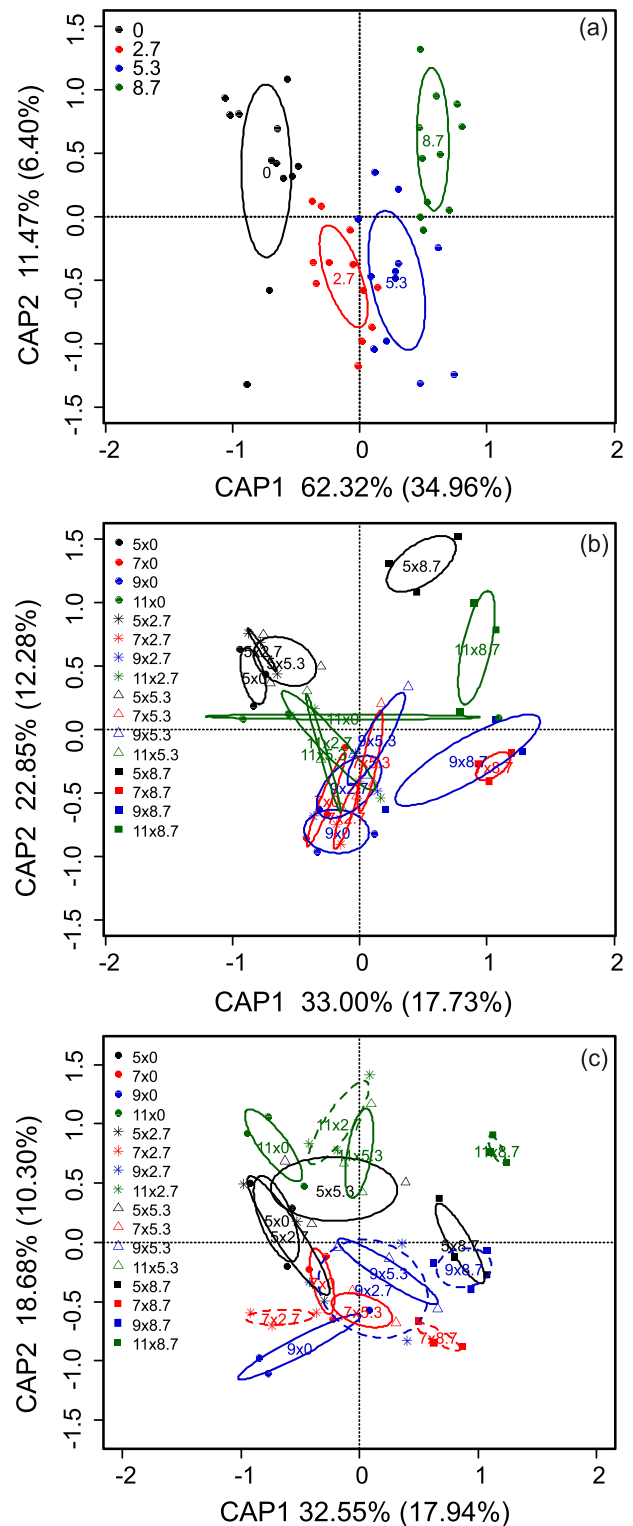 (a)
0
2.7
5.3
8.7
0
2.7
5.3
8.7
1.5
1.0
0.5
0.0
-0.5
-1.0
-1.5
CAP2 11.47% (6.40%)
-2 -1 0 1 2
CAP1 62.32% (34.96%)
(b)
5x0
7x0
9x0
11x0
5x2.7
7x2.7
9x2.7
11x2.7
5x5.3
7x5.3
9x5.3
11x5.3
5x8.7
7x8.7
9x8.7
11x8.7
5x8.7
5x2.7
5x5.3
5x0
11x8.7
11x0
11x2.7
9x5.3
9x8.7
9x0
1.5
1.0
0.5
0.0
-0.5
-1.0
-1.5
CAP2 22.85% (12.28%)
-2 -1 0 1 2
CAP1 33.00% (17.73%)
(c)
5x0
7x0
9x0
11x0
5x2.7
7x2.7
9x2.7
11x2.7
5x5.3
7x5.3
9x5.3
11x5.3
5x8.7
7x8.7
9x8.7
11x8.7
11x0
11x2
11x5.3
11x8.7
5x5.3
5x0
5x2.7
5x8.7
9x5.3
9x8.7
9x2.7
7x2.7
7x5.3
7x8.7
9x0
1.5
1.0
0.5
0.0
-0.5
-1.0
-1.5
CAP2 18.68% (10.30%)
-2 -1 0 1 2
CAP1 32.55% (17.94%)